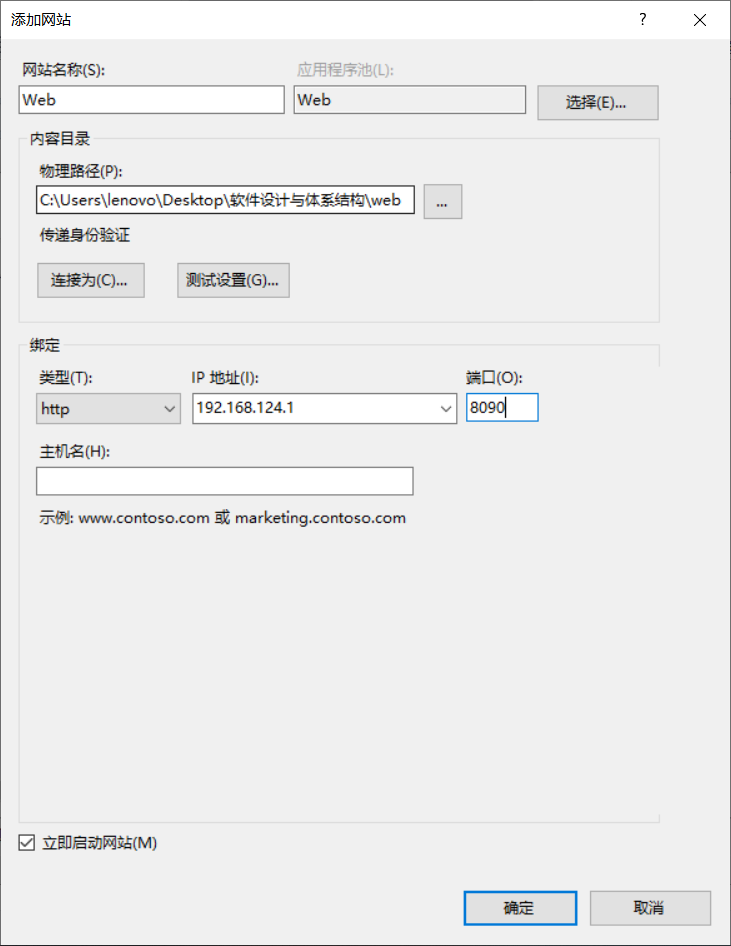 添加网站
?
网站名称(S):
应用程序池(L):
Web
Web
选择(E)...
内容目录
物理路径(P):
C:\Users\lenovo\Desktop\软件设计与体系结构\web
...
传递身份验证
连接为(C)...
测试设置(G)...
绑定
类型(T):
IP 地址(I):
端口(O):
http
192.168.124.1
8090
主机名(H):
示例: www.contoso.com 或 marketing.contoso.com
立即启动网站(M)
确定
取消